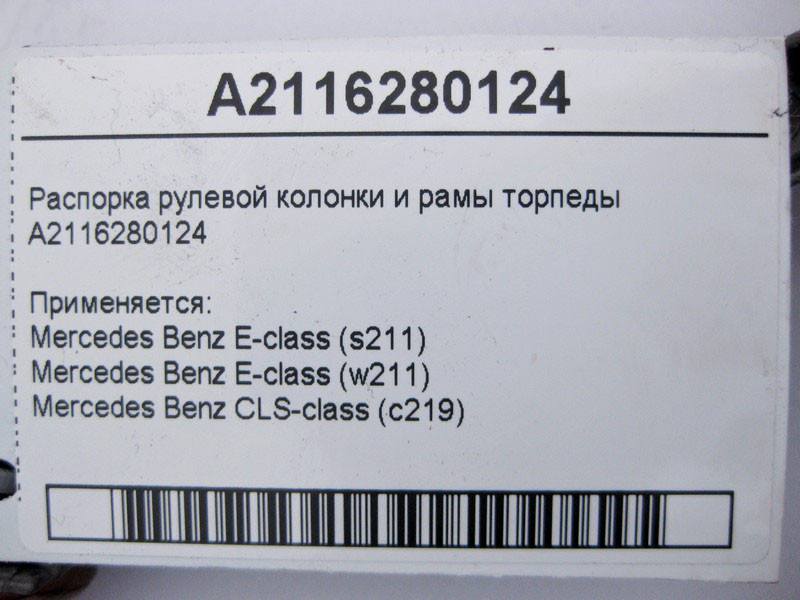 A2116280124
Распорка рулевой колонки и рамы торпеды
A2116280124
Применяется:
Mercedes Benz E-class (s211)
Mercedes Benz E-class (w211)
Mercedes Benz CLS-class (c219)